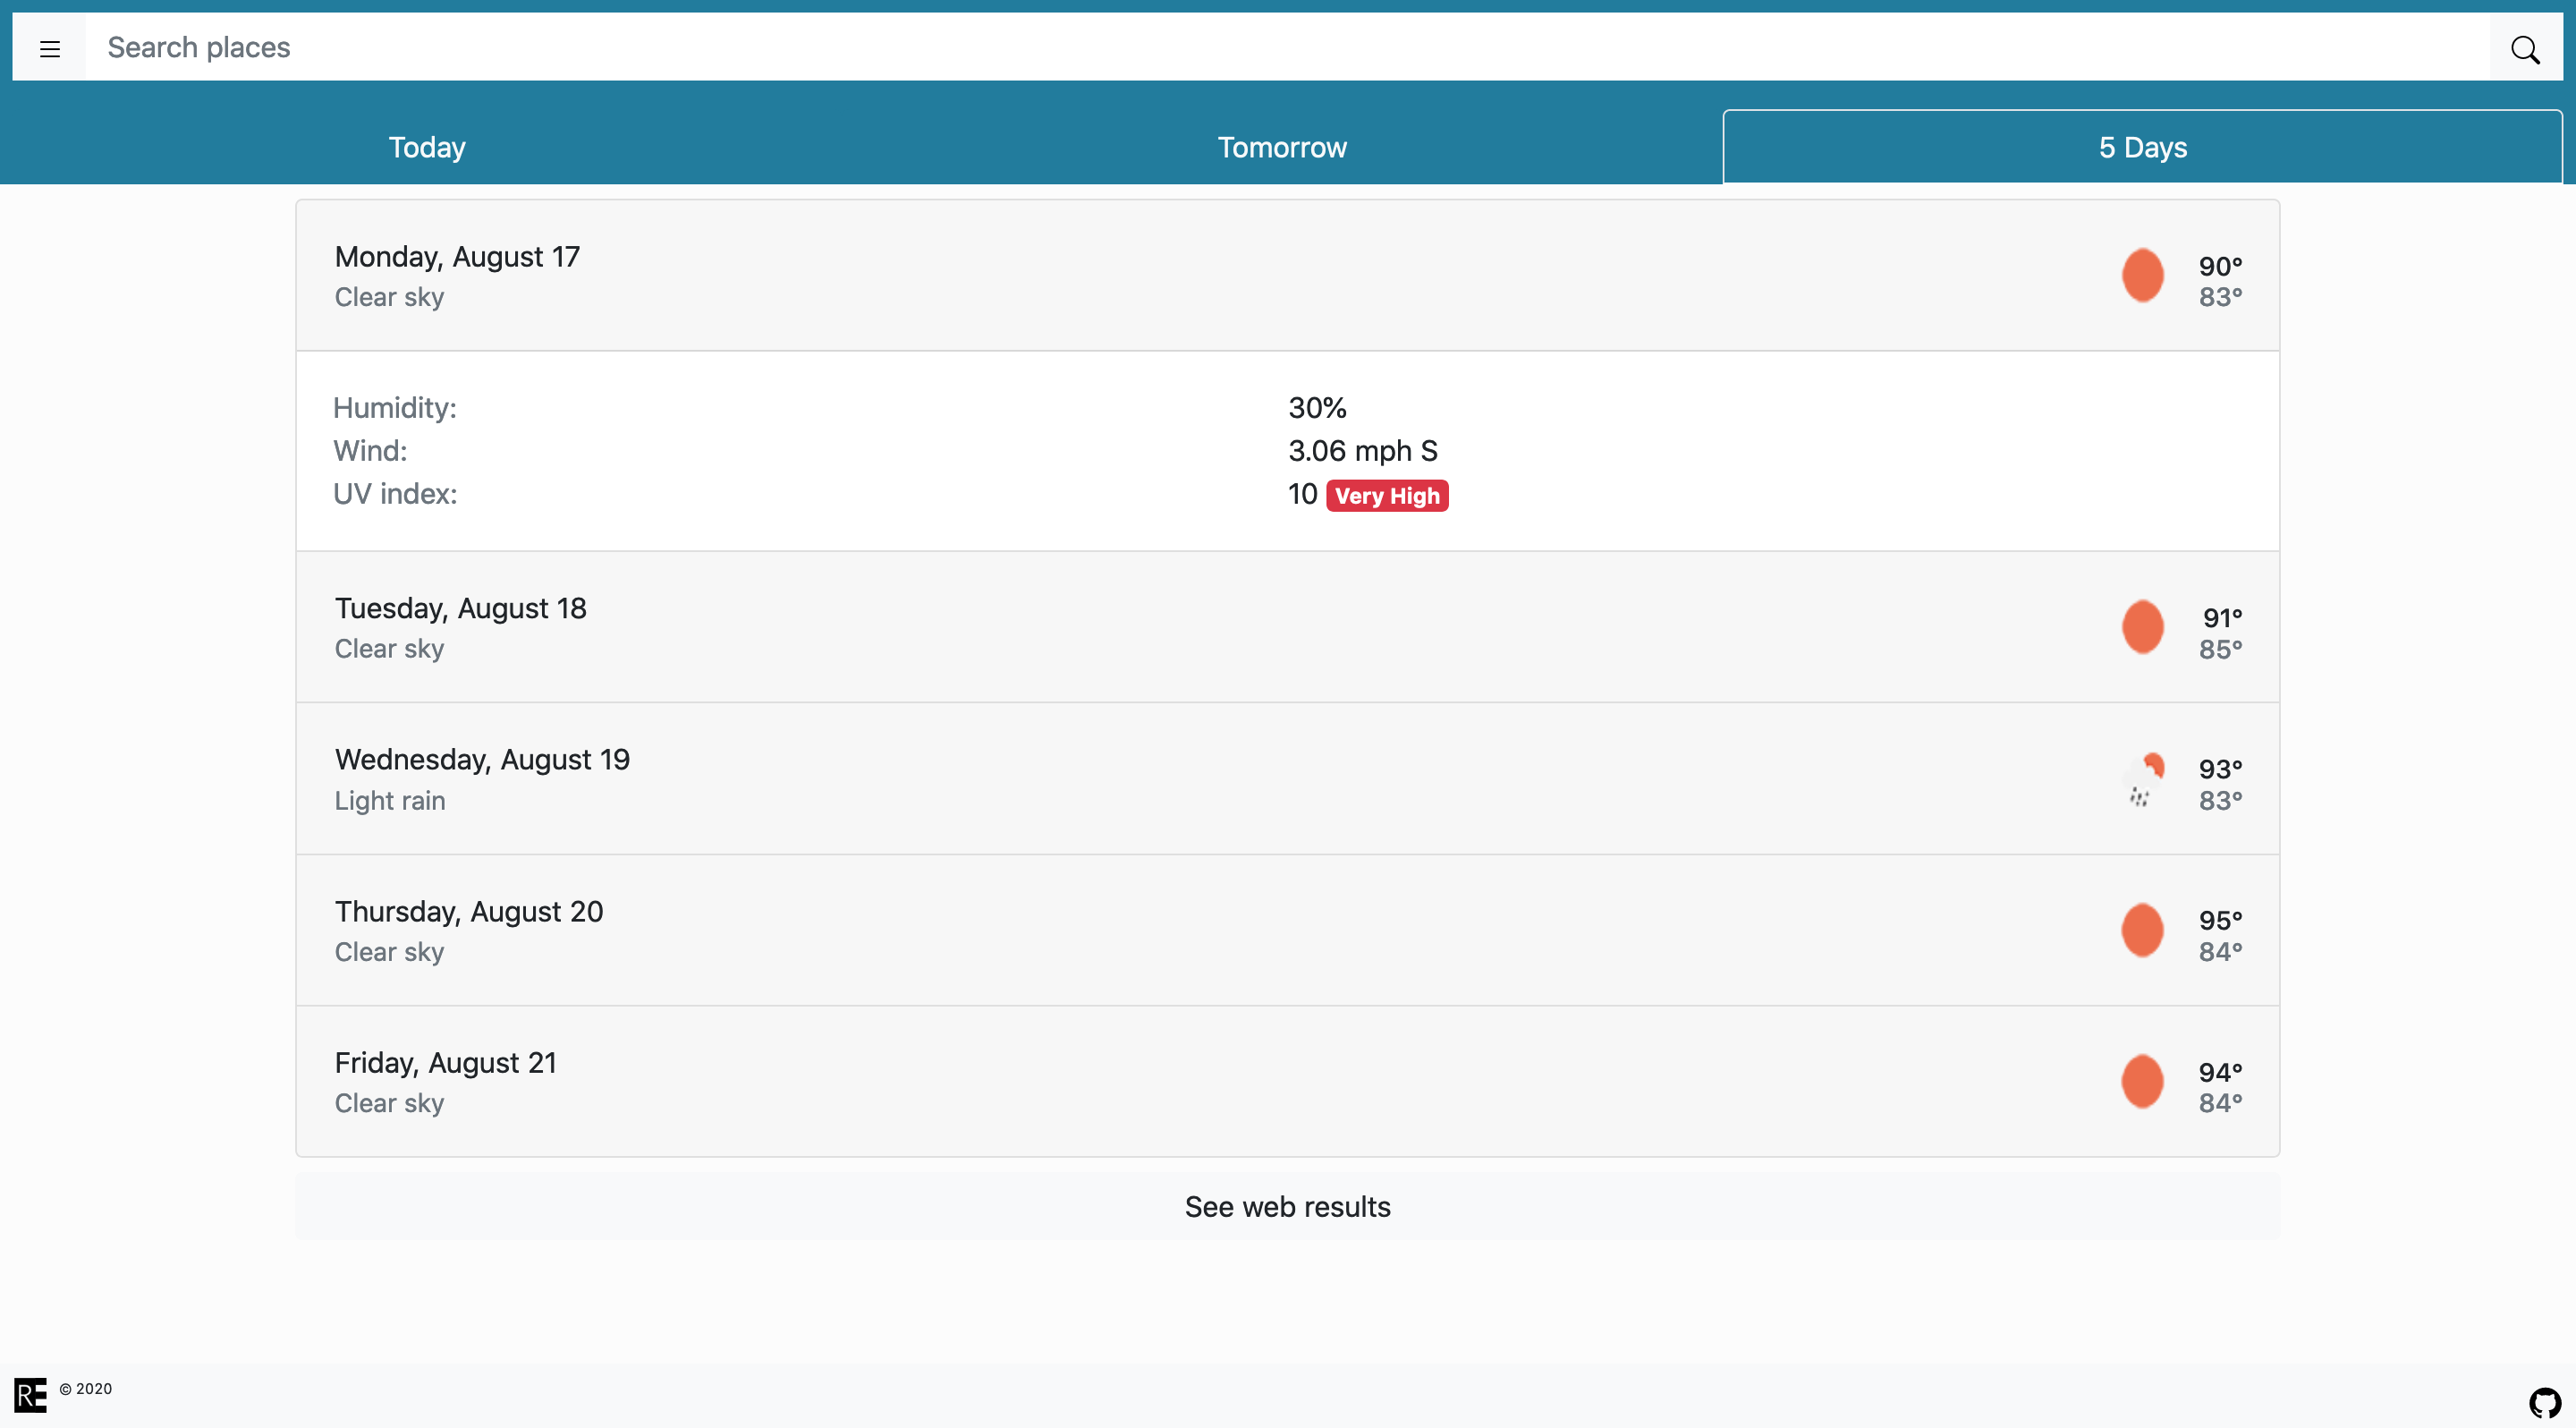 Search places
Today
Tomorrow
5 Days
Monday, August 17
Clear sky
90°
83°
Humidity: 30%
Wind: 3.06 mph S
UV index: 10 Very High
Tuesday, August 18
Clear sky
91°
85°
Wednesday, August 19
Light rain
93°
83°
Thursday, August 20
Clear sky
95°
84°
Friday, August 21
Clear sky
94°
84°
See web results
RE © 2020